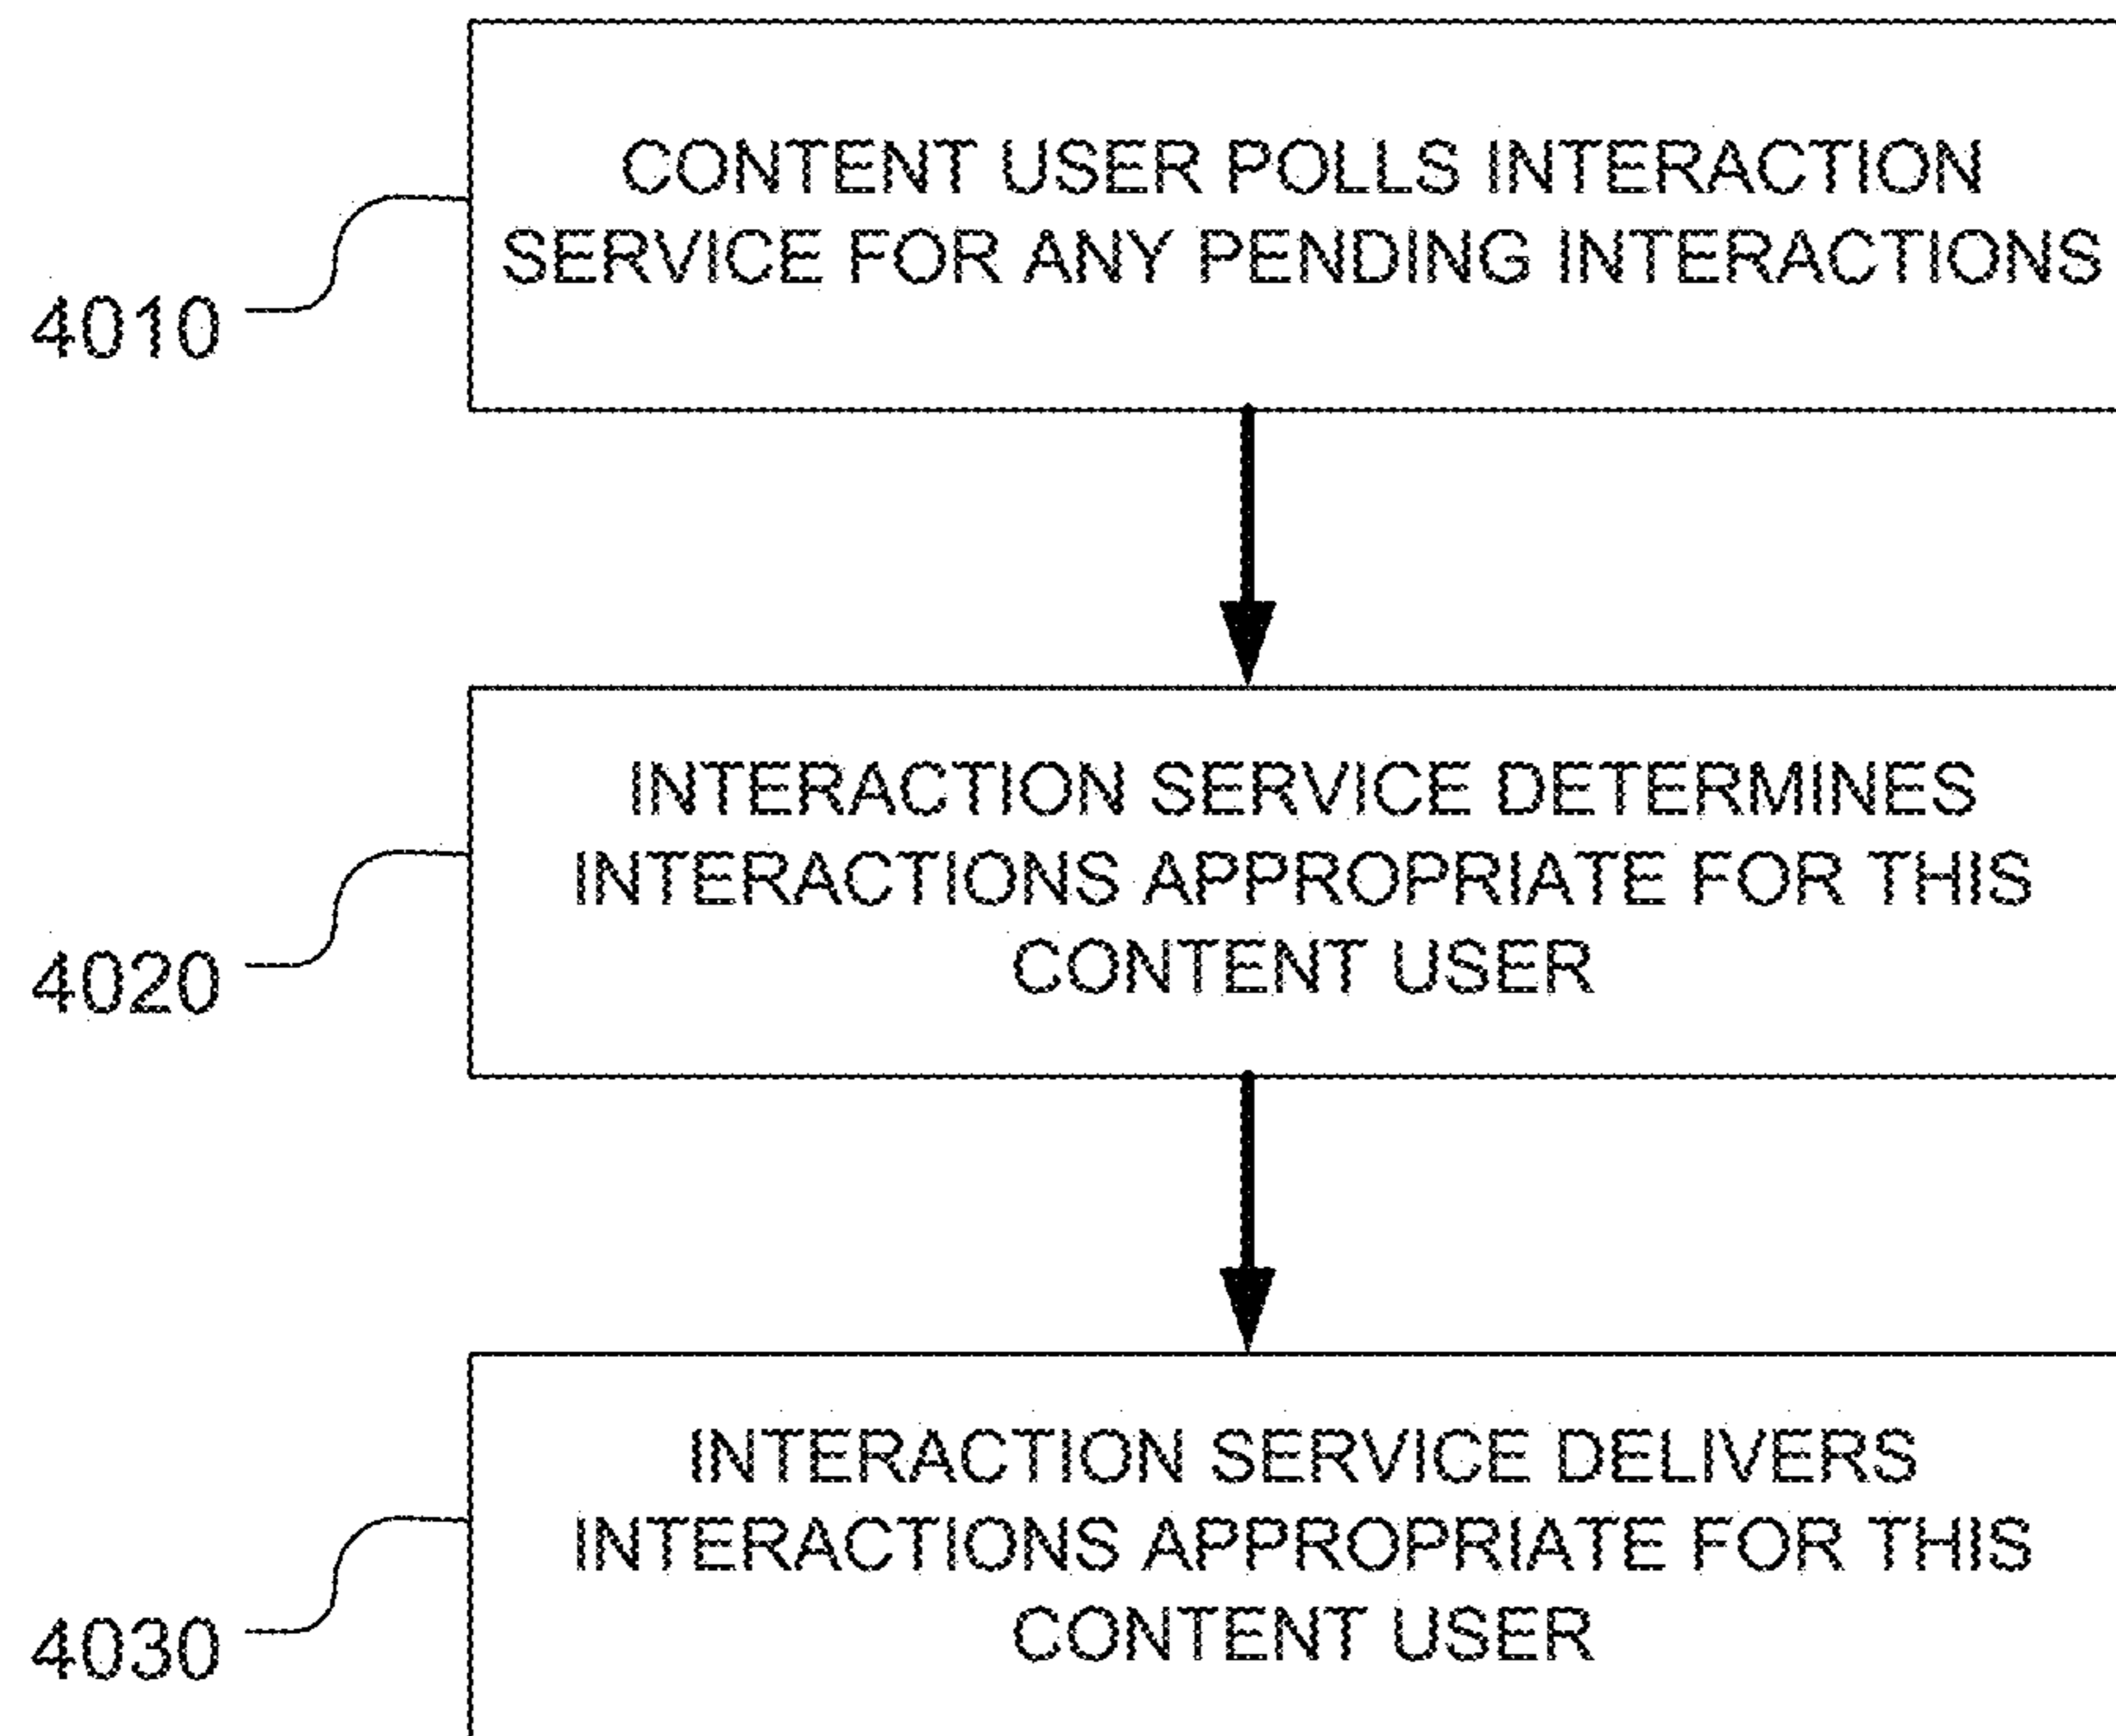 CONTENT USER POLLS INTERACTION
SERVICE FOR ANY PENDING INTERACTIONS
4010
INTERACTION SERVICE DETERMINES
INTERACTIONS APPROPRIATE FOR THIS
CONTENT USER
4020
INTERACTION SERVICE DELIVERS
INTERACTIONS APPROPRIATE FOR THIS
CONTENT USER
4030